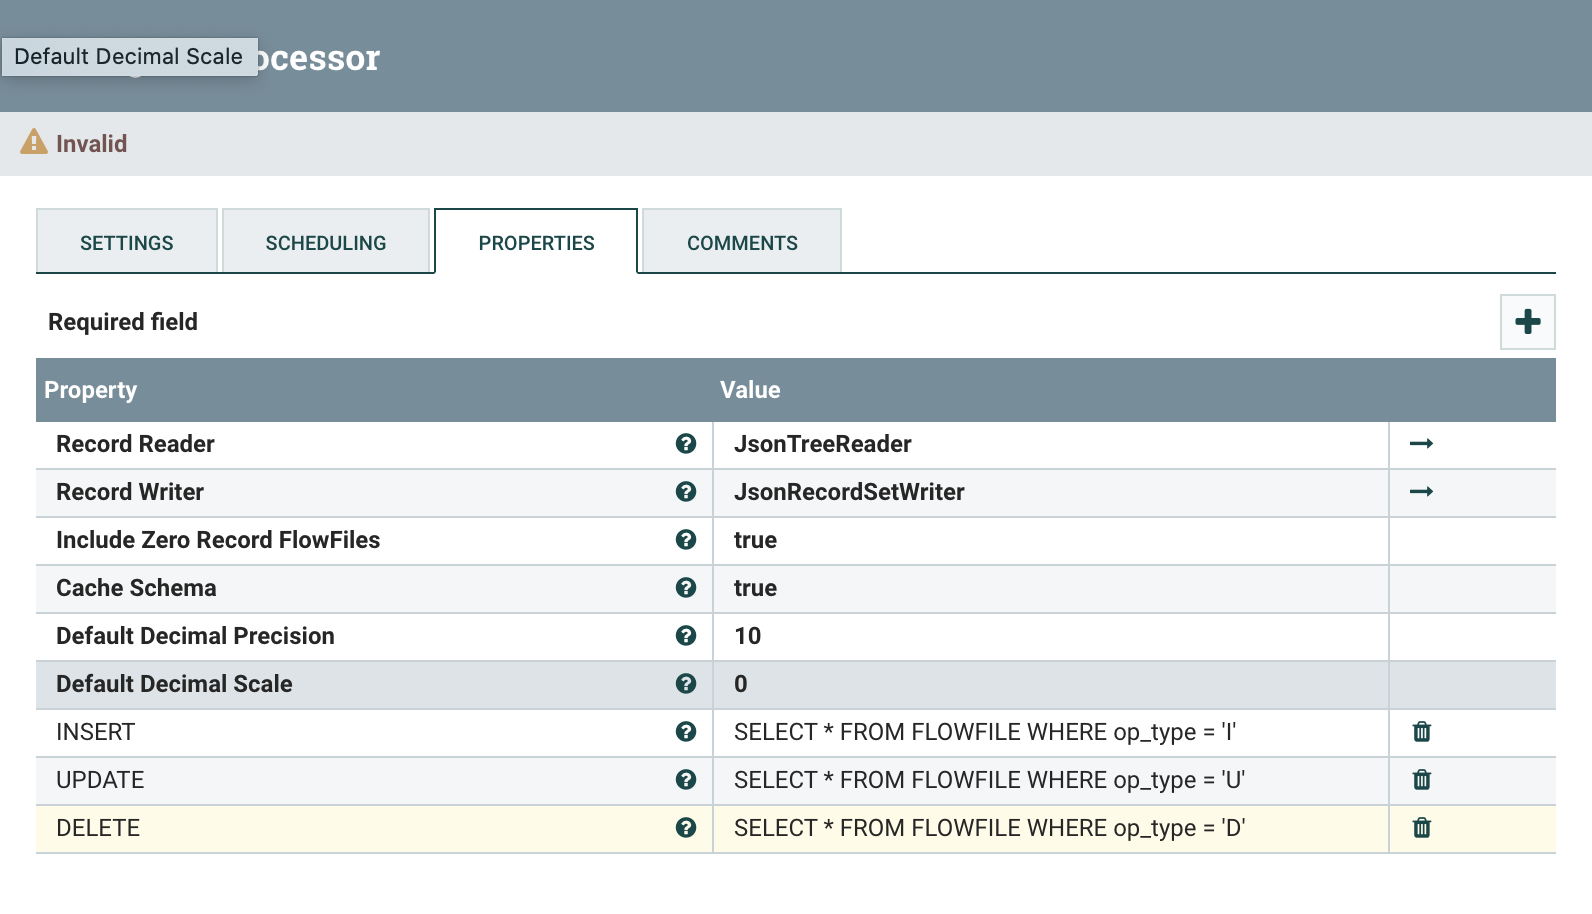 Default Decimal Scale
ocessor
Invalid
SETTINGS SCHEDULING PROPERTIES COMMENTS
Required field
Property Value
Record Reader JsonTreeReader
Record Writer JsonRecordSetWriter
Include Zero Record FlowFiles true
Cache Schema true
Default Decimal Precision 10
Default Decimal Scale 0
INSERT SELECT * FROM FLOWFILE WHERE op_type = 'I'
UPDATE SELECT * FROM FLOWFILE WHERE op_type = 'U'
DELETE SELECT * FROM FLOWFILE WHERE op_type = 'D'